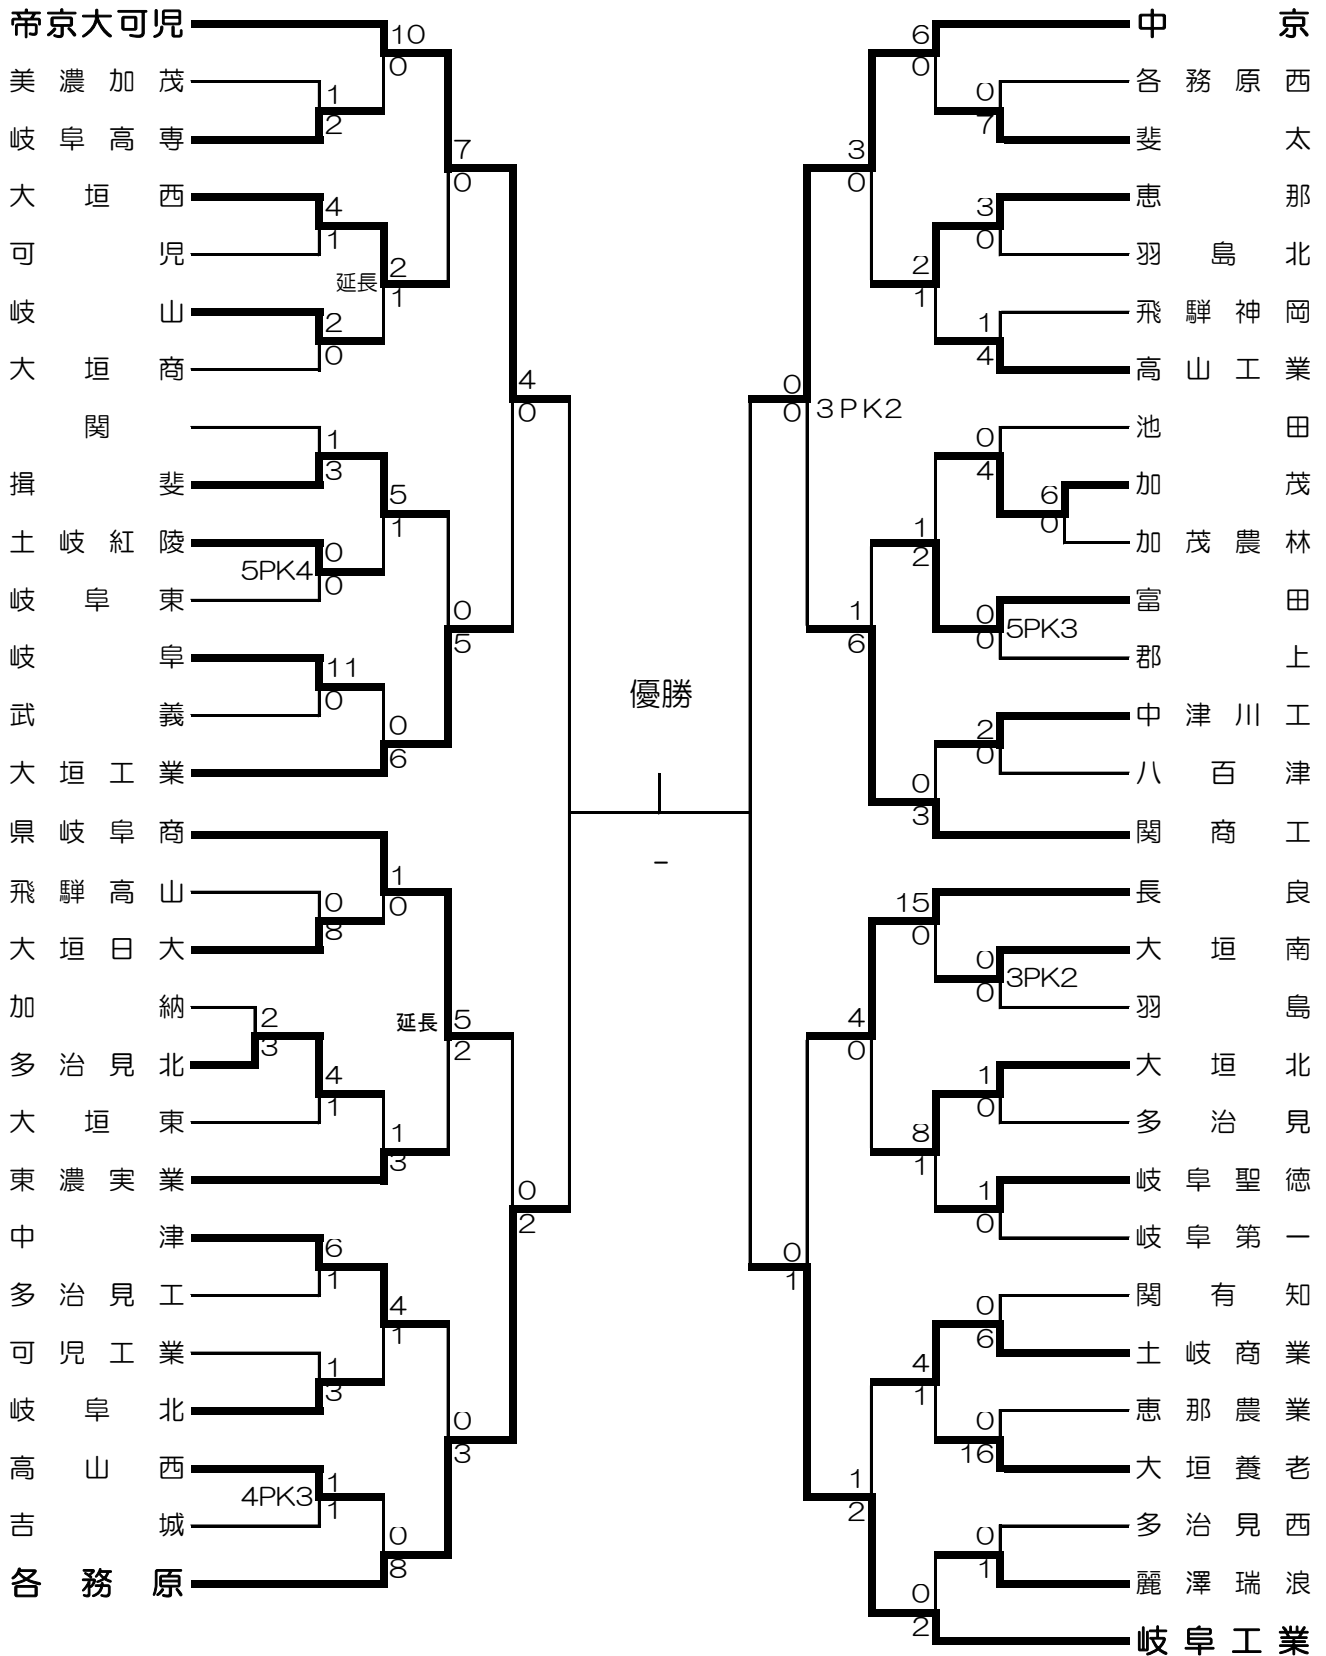 帝京大可児
美濃加茂
岐阜高専
大垣西
可児
岐山
大垣商
関
揖斐
土岐紅陵
岐阜東
岐阜
武義
大垣工業
県岐阜商
飛騨高山
大垣日大
加納
多治見北
大垣東
東濃実業
中津
多治見工
可児工業
岐阜北
高山西
吉城
各務原
10
0
1
2
4
1
延長
2
1
2
0
7
0
1
3
5
1
5PK4
0
0
11
0
0
6
0
5
4
0
1
0
0
8
2
3
4
1
1
3
延長
5
2
6
1
4
1
1
3
4PK3
1
1
0
8
0
3
0
2
優勝
-
6
0
0
7
3
0
3
0
2
1
1
4
0
0
3PK2
0
4
6
0
1
2
0
0
5PK3
1
6
2
0
0
3
15
0
0
0
3PK2
4
0
1
0
8
1
1
0
0
1
0
6
4
1
0
16
1
2
0
1
0
2
中京
各務原西
斐太
恵那
羽島北
飛騨神岡
高山工業
池田
加茂
加茂農林
富田
郡上
中津川工
八百津
関商工
長良
大垣南
羽島
大垣北
多治見
岐阜聖徳
岐阜第一
関有知
土岐商業
恵那農業
大垣養老
多治見西
麗澤瑞浪
岐阜工業